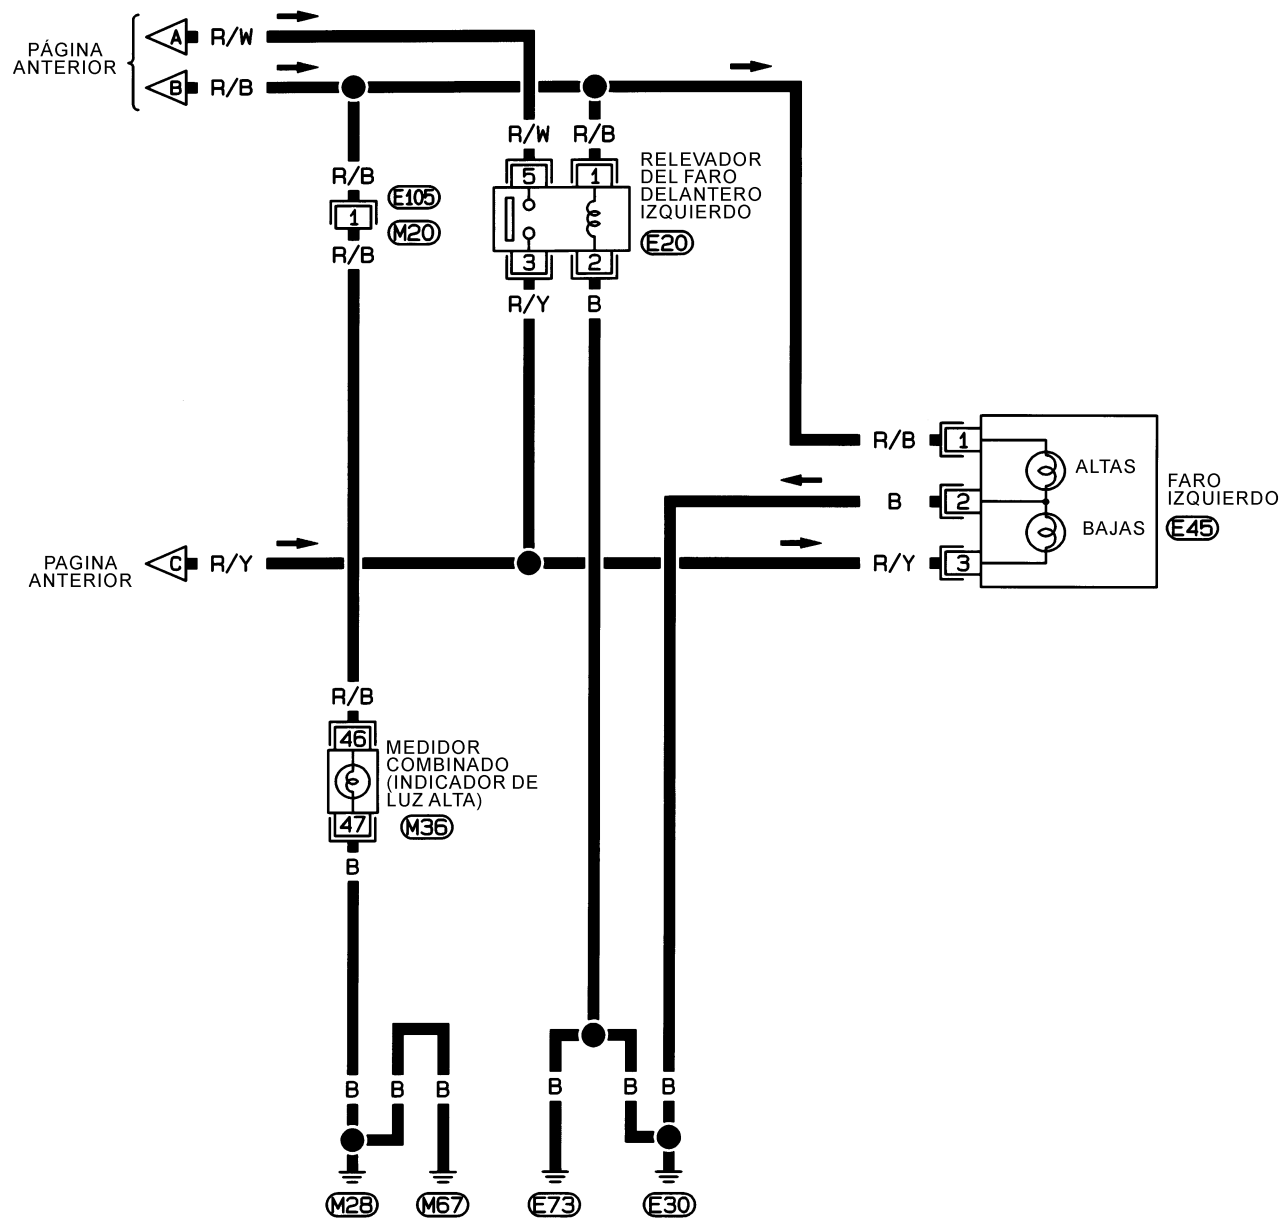 PÁGINA
ANTERIOR
A R/W
B R/B
R/W R/B
5 1
RELEVADOR
DEL FARO
DELANTERO
IZQUIERDO
E20
3 2
R/Y B
R/B
1
E105
M20
R/B
R/B 1
B 2
R/Y 3
ALTAS
BAJAS
FARO
IZQUIERDO
E45
PAGINA
ANTERIOR
C R/Y
R/B
46
MEDIDOR
COMBINADO
(INDICADOR DE
LUZ ALTA)
M36
47
B
B B B B B B
M28 M67 E73 E30